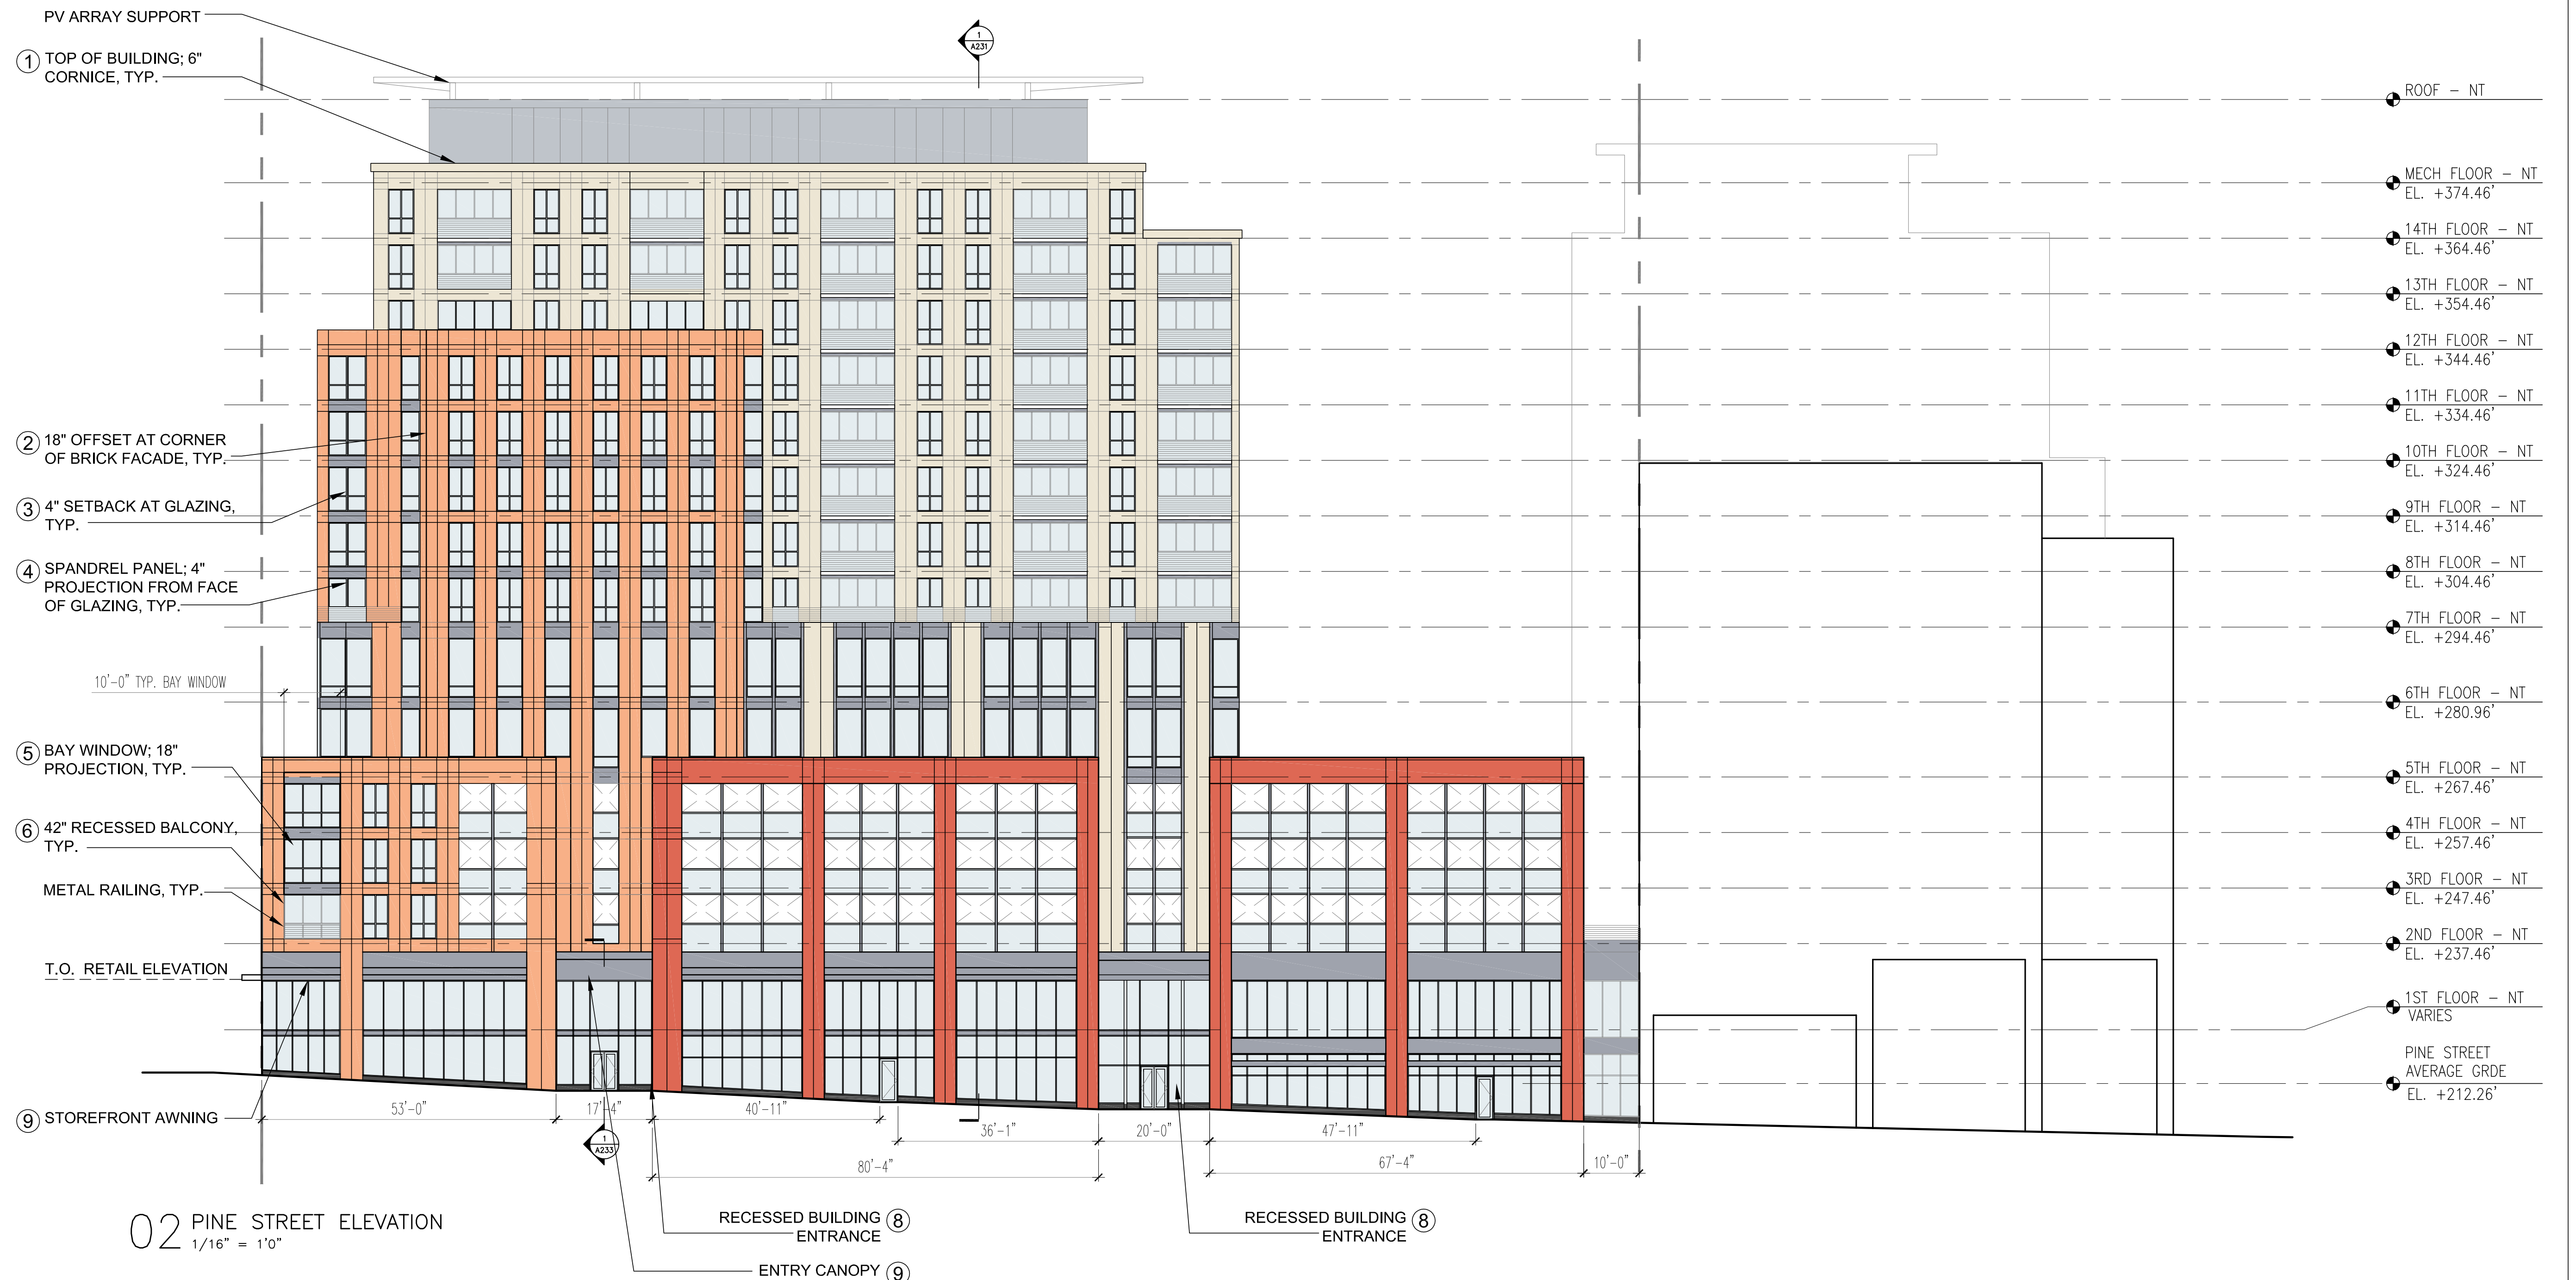 PV ARRAY SUPPORT
1 TOP OF BUILDING; 6"
CORNICE, TYP.
2 18" OFFSET AT CORNER
OF BRICK FACADE, TYP.
3 4" SETBACK AT GLAZING,
TYP.
4 SPANDREL PANEL; 4"
PROJECTION FROM FACE
OF GLAZING, TYP.
10'-0" TYP. BAY WINDOW
5 BAY WINDOW; 18"
PROJECTION, TYP.
6 42" RECESSED BALCONY,
TYP.
METAL RAILING, TYP.
T.O. RETAIL ELEVATION
9 STOREFRONT AWNING
1
A231
ROOF - NT
MECH FLOOR - NT
EL. +374.46'
14TH FLOOR - NT
EL. +364.46'
13TH FLOOR - NT
EL. +354.46'
12TH FLOOR - NT
EL. +344.46'
11TH FLOOR - NT
EL. +334.46'
10TH FLOOR - NT
EL. +324.46'
9TH FLOOR - NT
EL. +314.46'
8TH FLOOR - NT
EL. +304.46'
7TH FLOOR - NT
EL. +294.46'
6TH FLOOR - NT
EL. +280.96'
5TH FLOOR - NT
EL. +267.46'
4TH FLOOR - NT
EL. +257.46'
3RD FLOOR - NT
EL. +247.46'
2ND FLOOR - NT
EL. +237.46'
1ST FLOOR - NT
VARIES
PINE STREET
AVERAGE GRDE
EL. +212.26'
53'-0"
17'-4"
40'-11"
36'-1"
20'-0"
47'-11"
80'-4"
67'-4"
10'-0"
1
A233
RECESSED BUILDING 8
ENTRANCE
RECESSED BUILDING 8
ENTRANCE
ENTRY CANOPY 9
02 PINE STREET ELEVATION
1/16" = 1'0"